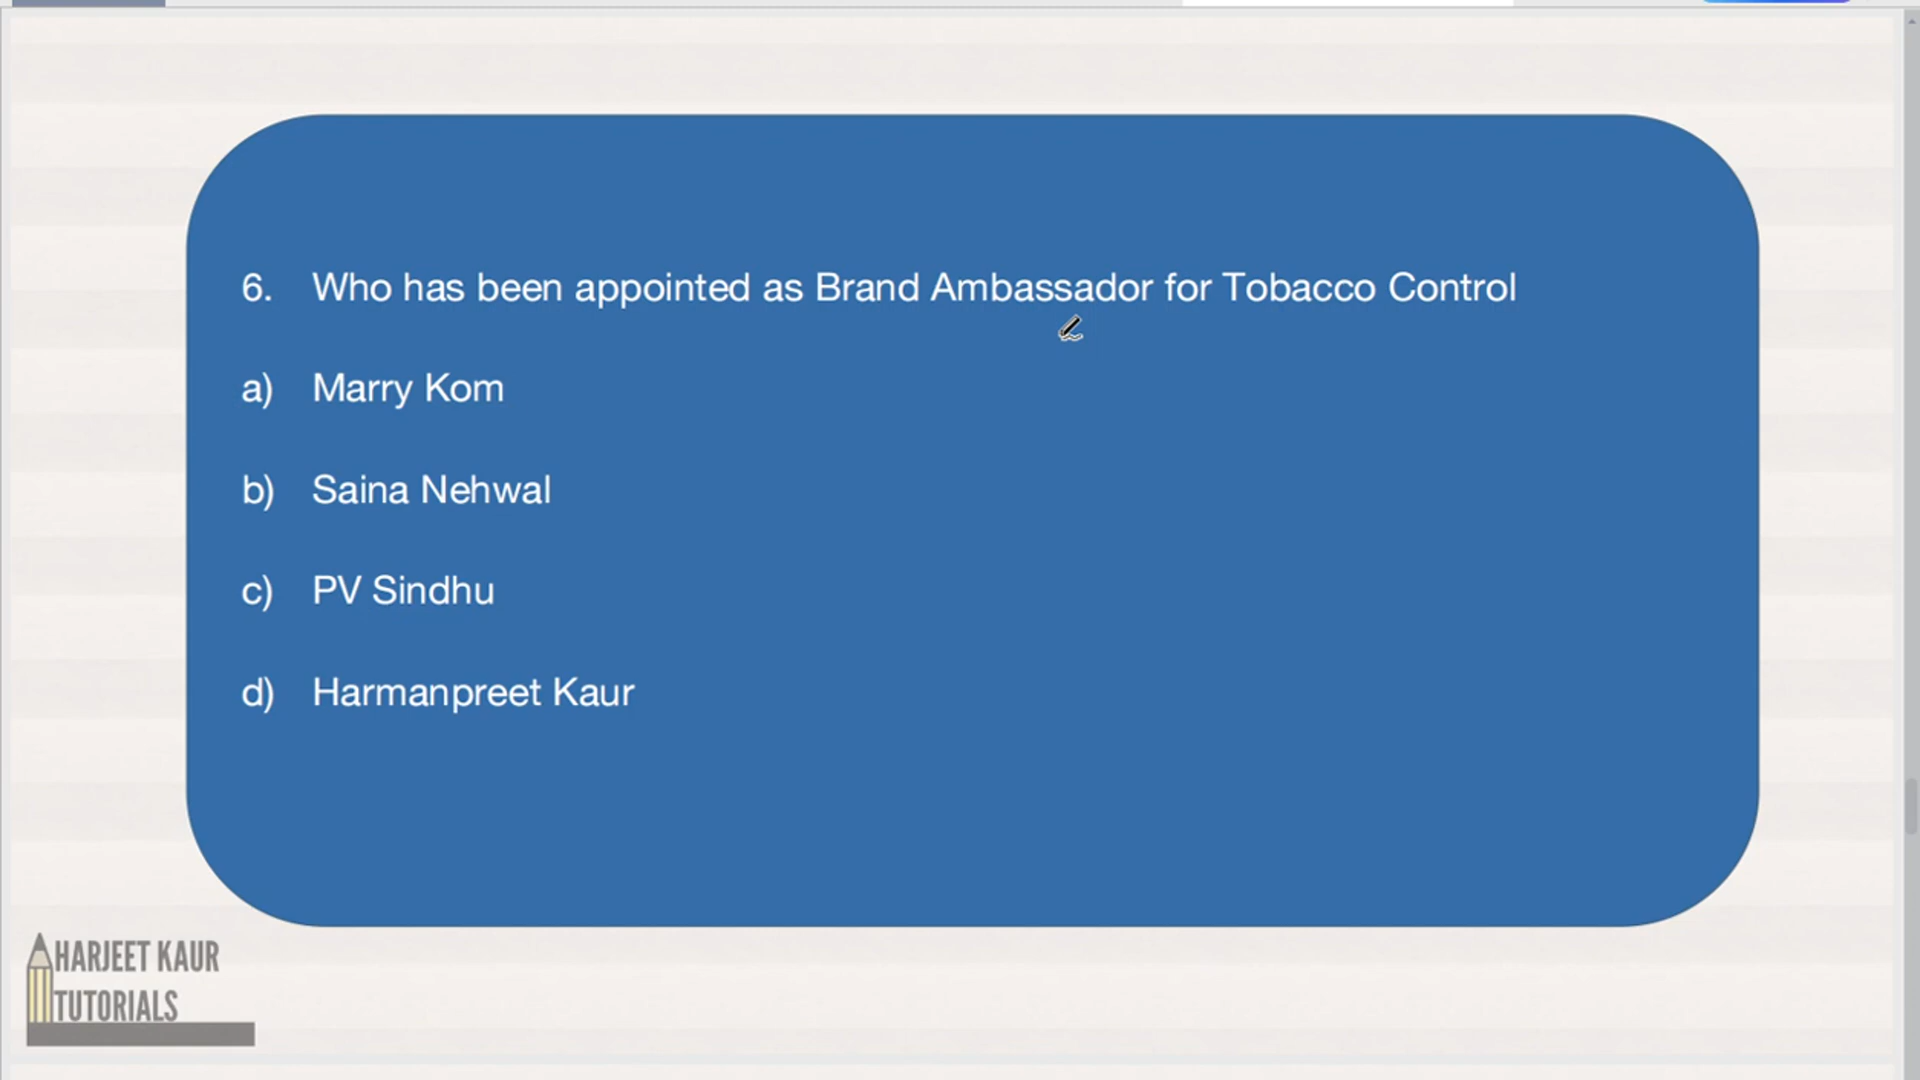 6. Who has been appointed as Brand Ambassador for Tobacco Control
a) Marry Kom
b) Saina Nehwal
c) PV Sindhu
d) Harmanpreet Kaur
HARJEET KAUR
TUTORIALS